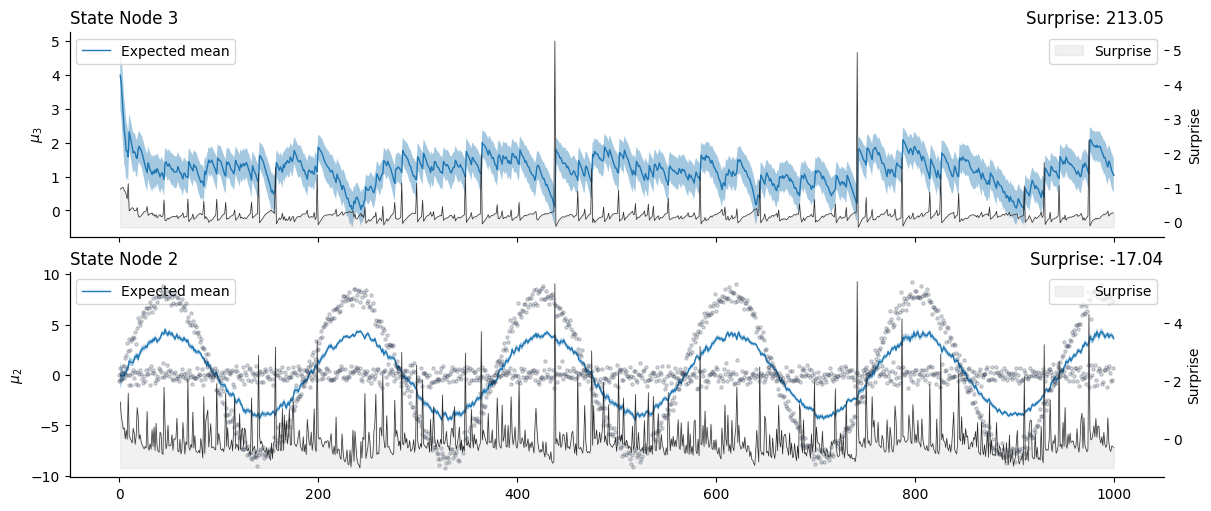 State Node 3
Surprise: 213.05
Expected mean
Surprise
μ3
5
4
3
2
1
0
5
4
3
2
1
0
Surprise
State Node 2
Surprise: -17.04
Expected mean
Surprise
μ2
10
5
0
−5
−10
4
2
0
Surprise
0
200
400
600
800
1000